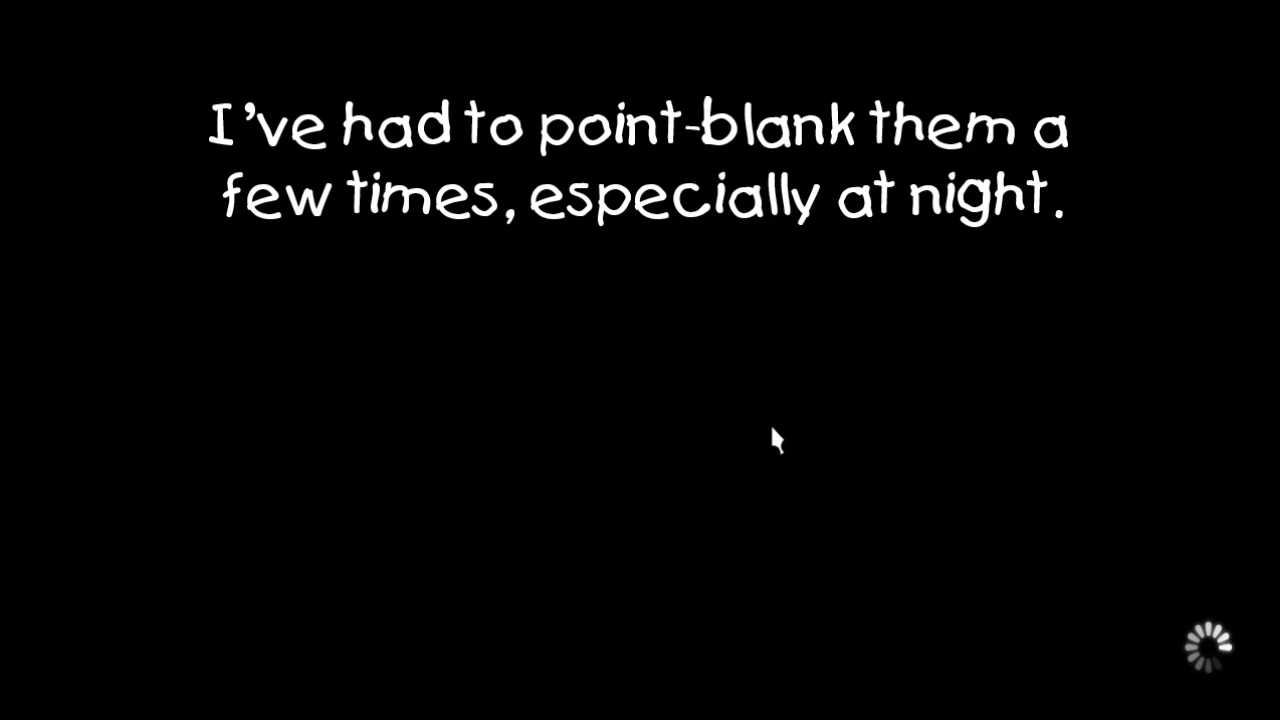 I've had to point-blank them a
few times, especially at night.